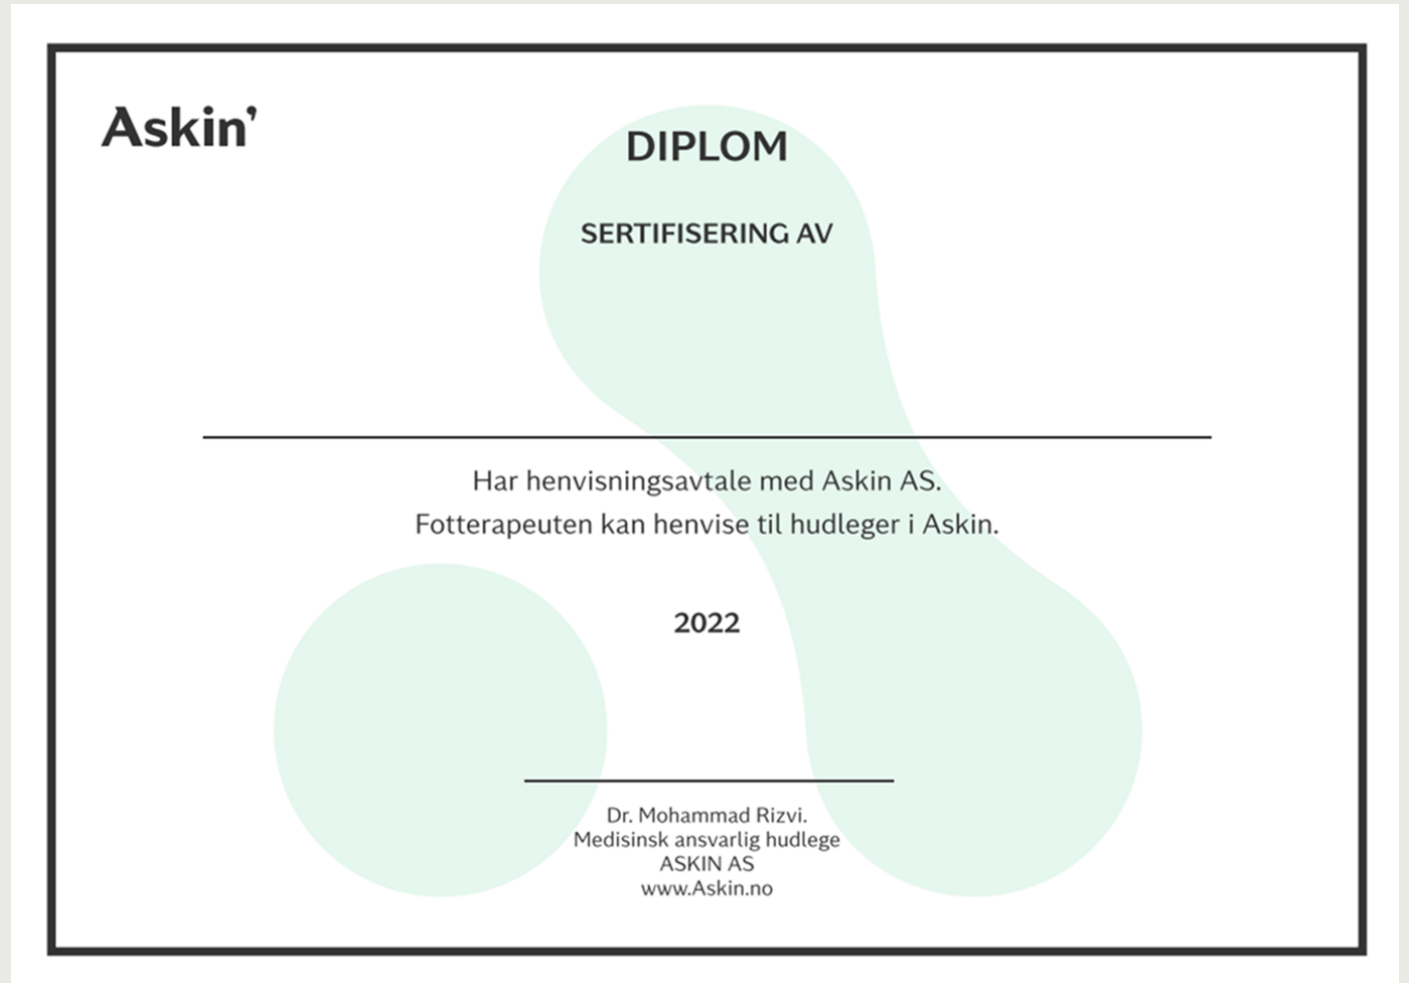 Askin’
DIPLOM
SERTIFISERING AV
Har henvisningsavtale med Askin AS.
Fotterapeuten kan henvise til hudleger i Askin.
2022
Dr. Mohammad Rizvi.
Medisinsk ansvarlig hudlege
ASKIN AS
www.Askin.no